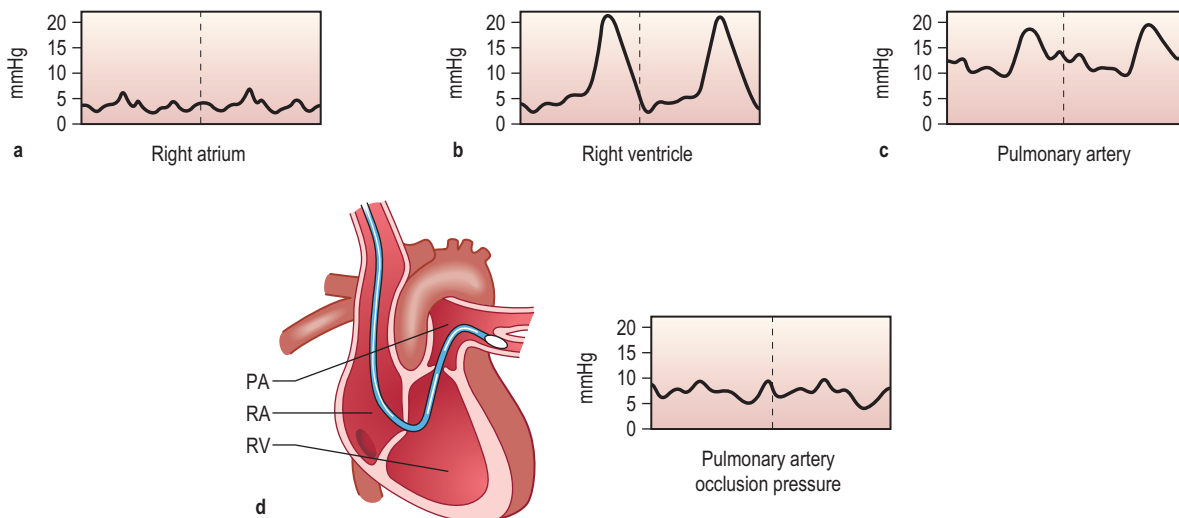 20
15
10
5
0
mmHg
a
Right atrium
20
15
10
5
0
mmHg
b
Right ventricle
20
15
10
5
0
mmHg
c
Pulmonary artery
PA
RA
RV
d
20
15
10
5
0
mmHg
Pulmonary artery
occlusion pressure